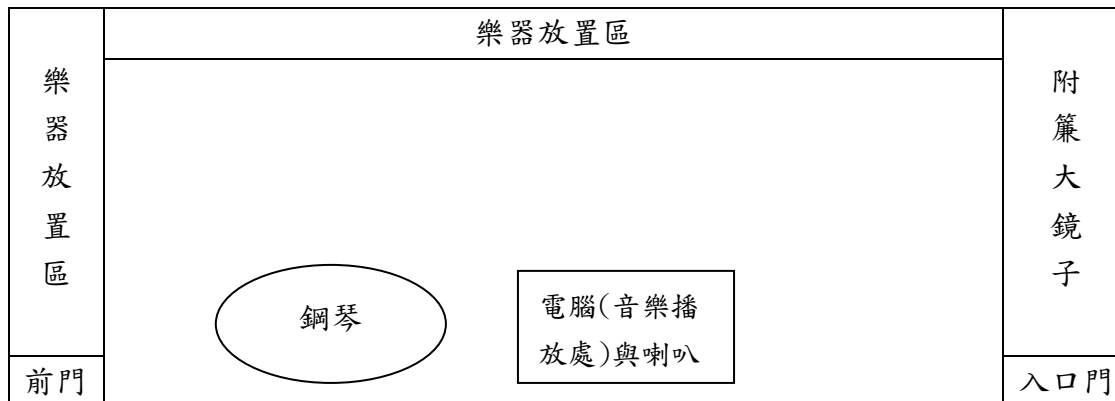 樂器放置區
樂器放置區
附簾大鏡子
鋼琴
電腦(音樂播
放處)與喇叭
前門
入口門